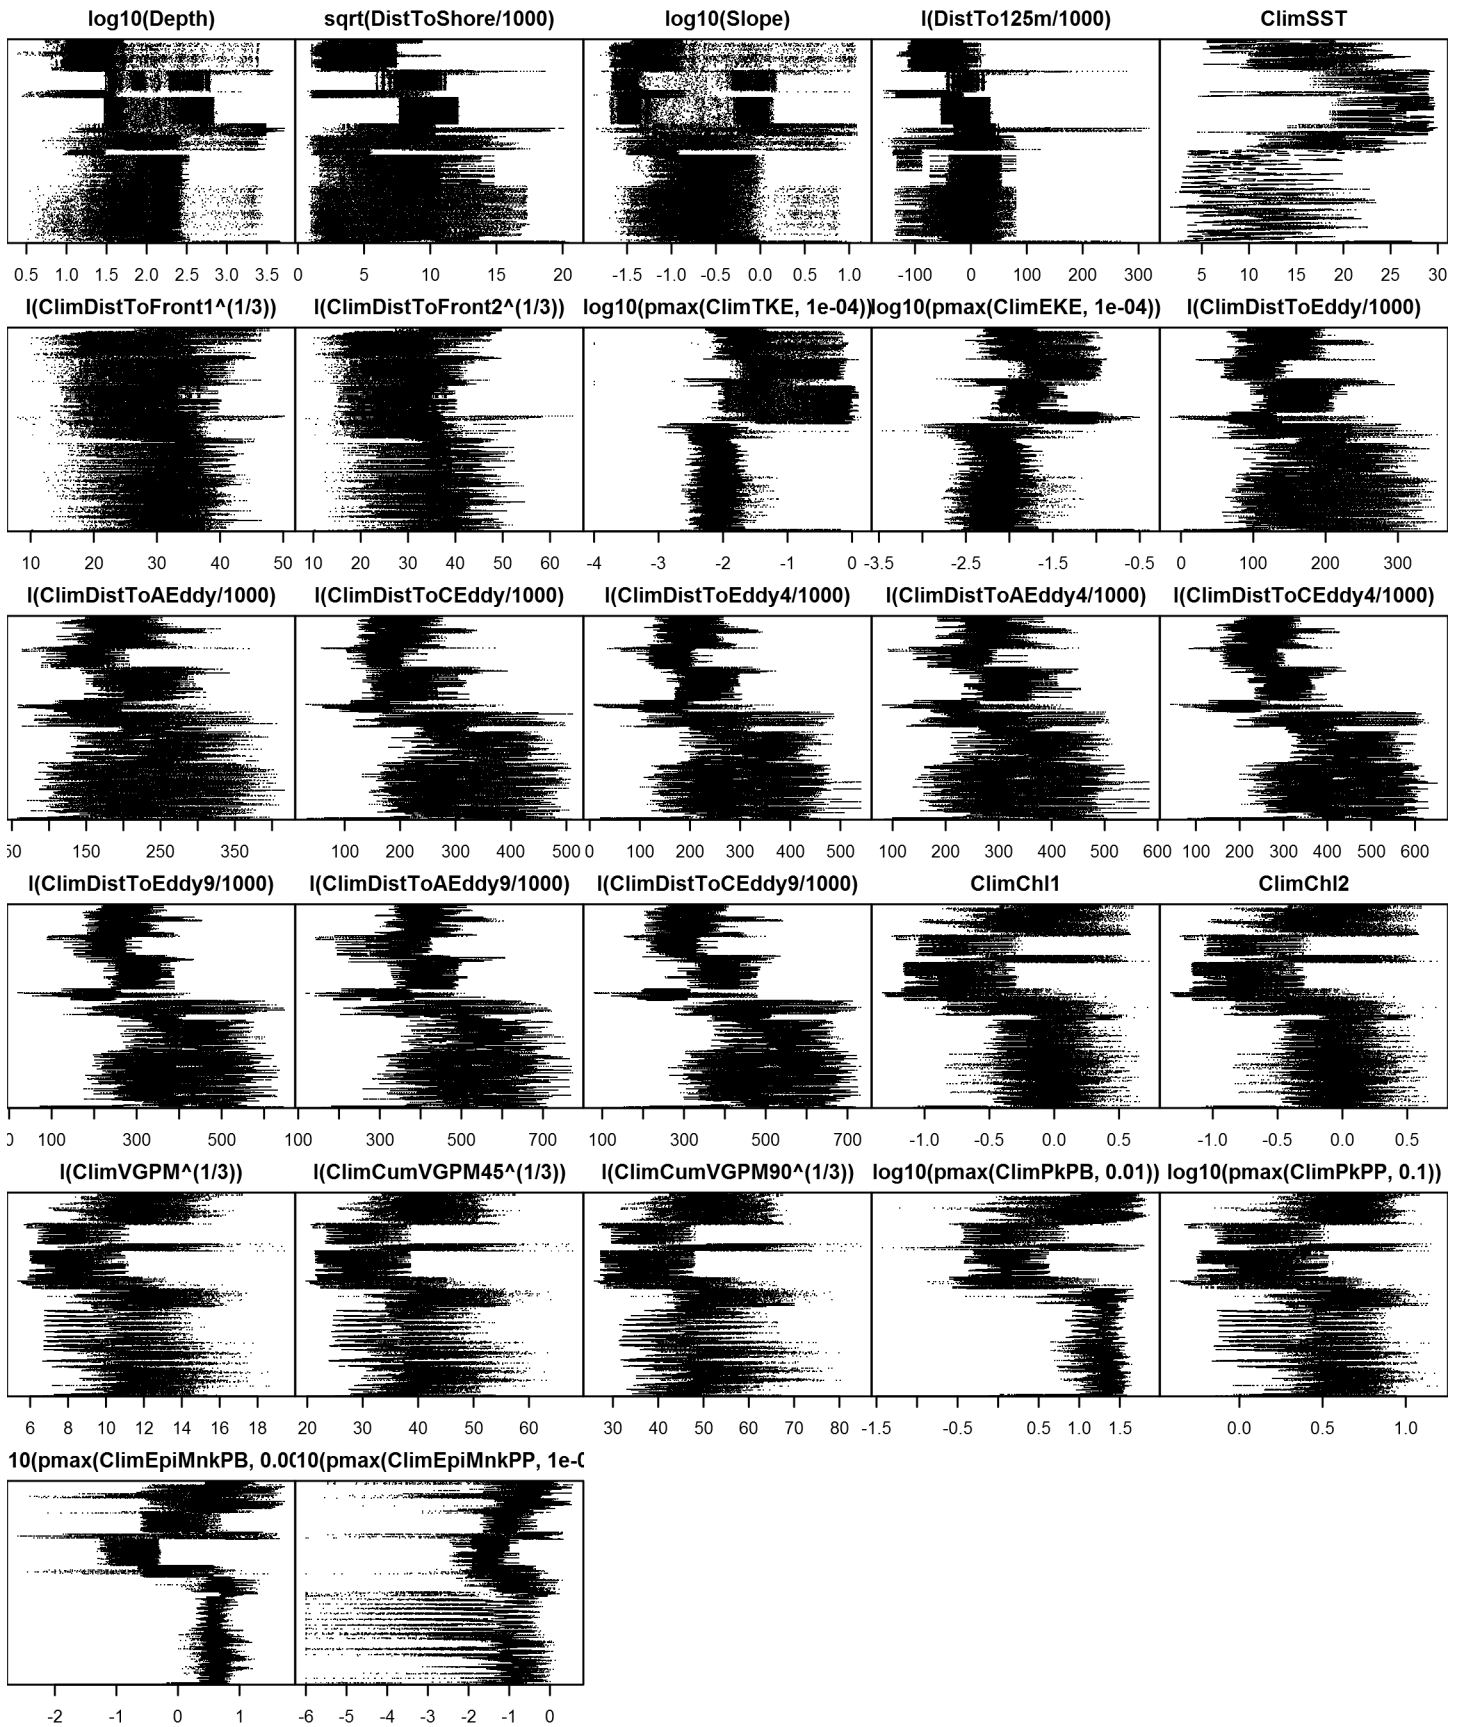 log10(Depth) sqrt(DistToShore/1000) log10(Slope) I(DistTo125m/1000) ClimSST
0.5 1.0 1.5 2.0 2.5 3.0 3.5 0 5 10 15 20 -1.5 -1.0 -0.5 0.0 0.5 1.0 -100 0 100 200 300 5 10 15 20 25 30
I(ClimDistToFront1^(1/3)) I(ClimDistToFront2^(1/3)) log10(pmax(ClimTKE, 1e-04)) log10(pmax(ClimEKE, 1e-04)) I(ClimDistToEddy/1000)
10 20 30 40 50 10 20 30 40 50 60 -4 -3 -2 -1 0 -3.5 -2.5 -1.5 -0.5 0 100 200 300
I(ClimDistToAEddy/1000) I(ClimDistToCEddy/1000) I(ClimDistToEddy4/1000) I(ClimDistToAEddy4/1000) I(ClimDistToCEddy4/1000)
50 150 250 350 100 200 300 400 500 0 100 200 300 400 500 100 200 300 400 500 600 100 200 300 400 500 600
I(ClimDistToEddy9/1000) I(ClimDistToAEddy9/1000) I(ClimDistToCEddy9/1000) ClimChl1 ClimChl2
0 100 300 500 100 300 500 700 100 300 500 700 -1.0 -0.5 0.0 0.5 -1.0 -0.5 0.0 0.5
I(ClimVGPM^(1/3)) I(ClimCumVGPM45^(1/3)) I(ClimCumVGPM90^(1/3)) log10(pmax(ClimPkPB, 0.01)) log10(pmax(ClimPkPP, 0.1))
6 8 10 12 14 16 18 20 30 40 50 60 30 40 50 60 70 80 -1.5 -0.5 0.5 1.0 1.5 0.0 0.5 1.0
10(pmax(ClimEpiMnkPB, 0.00 10(pmax(ClimEpiMnkPP, 1e-0
-2 -1 0 1 -6 -5 -4 -3 -2 -1 0